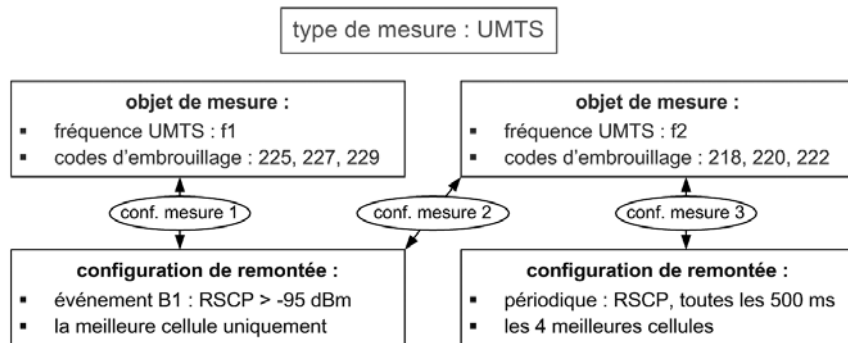 type de mesure : UMTS
objet de mesure :
▪ fréquence UMTS : f1
▪ codes d'embrouillage : 225, 227, 229
objet de mesure :
▪ fréquence UMTS : f2
▪ codes d'embrouillage : 218, 220, 222
conf. mesure 1
conf. mesure 2
conf. mesure 3
configuration de remontée :
▪ événement B1 : RSCP > -95 dBm
▪ la meilleure cellule uniquement
configuration de remontée :
▪ périodique : RSCP, toutes les 500 ms
▪ les 4 meilleures cellules